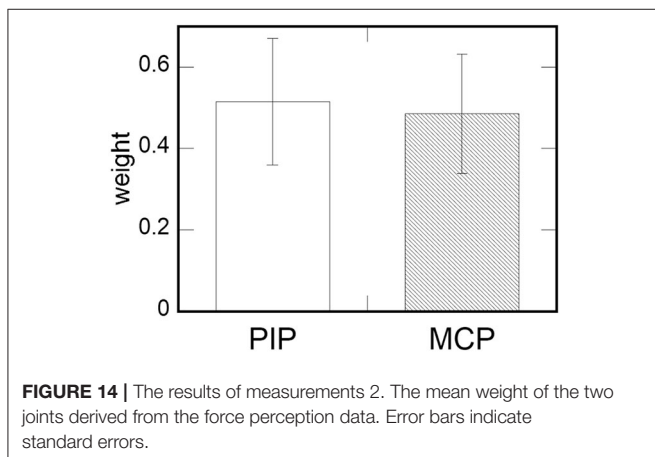 0.6
0.4
0.2
0
weight
PIP MCP
FIGURE 14 | The results of measurements 2. The mean weight of the two
joints derived from the force perception data. Error bars indicate
standard errors.